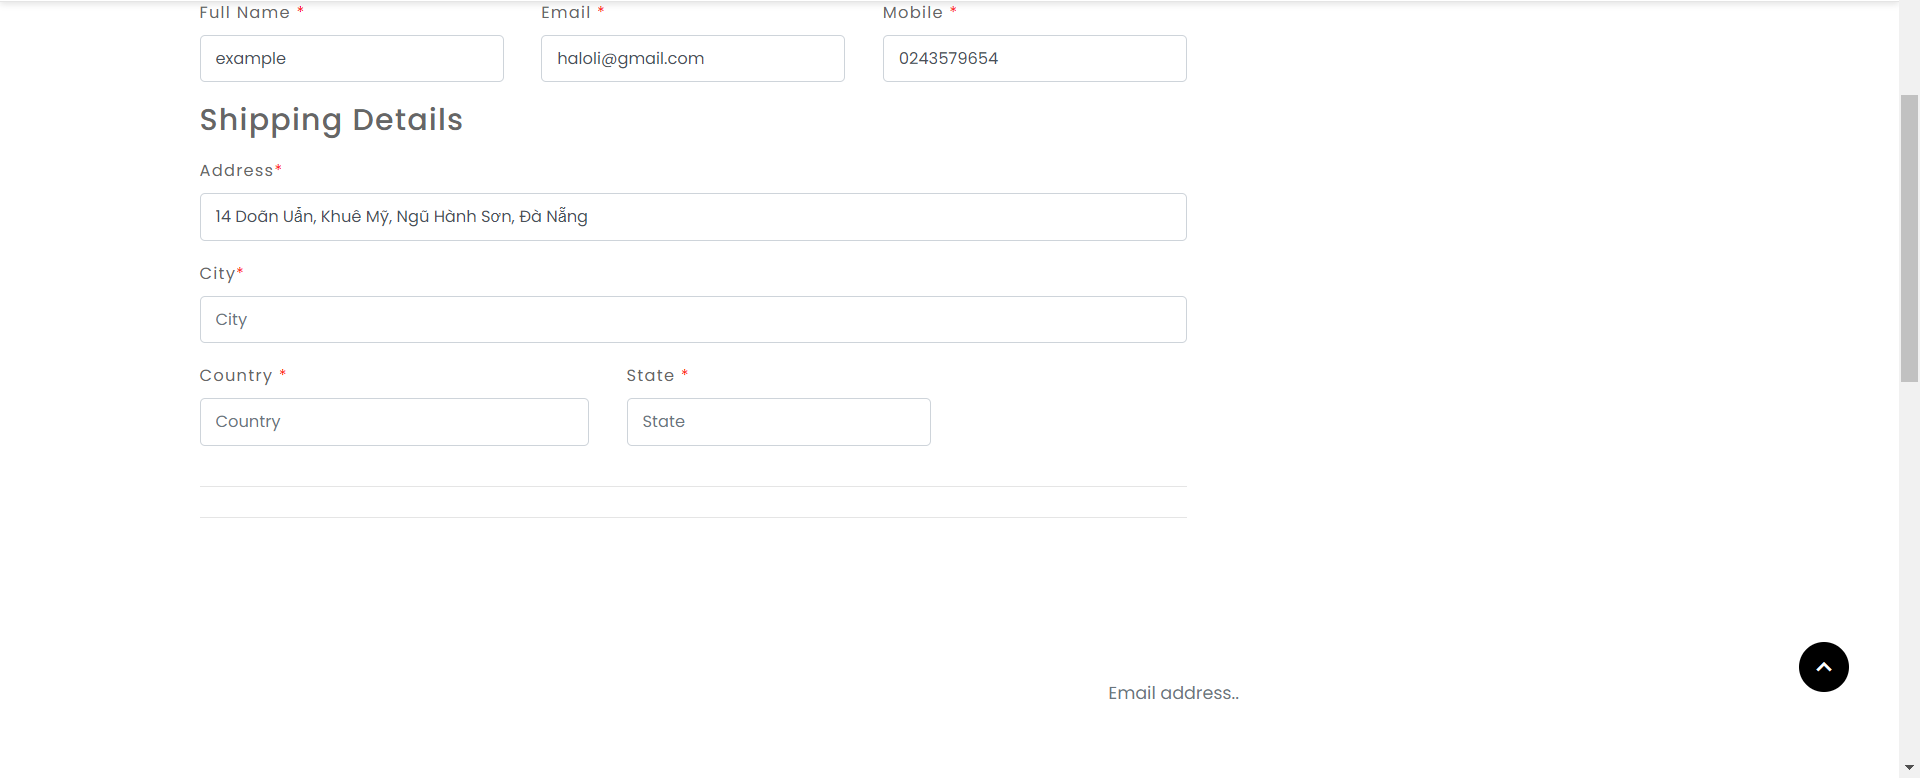 Full Name * Email * Mobile *
example haloli@gmail.com 0243579654
Shipping Details
Address*
14 Doãn Uẩn, Khuê Mỹ, Ngũ Hành Sơn, Đà Nẵng
City*
City
Country * State *
Country State
Email address..